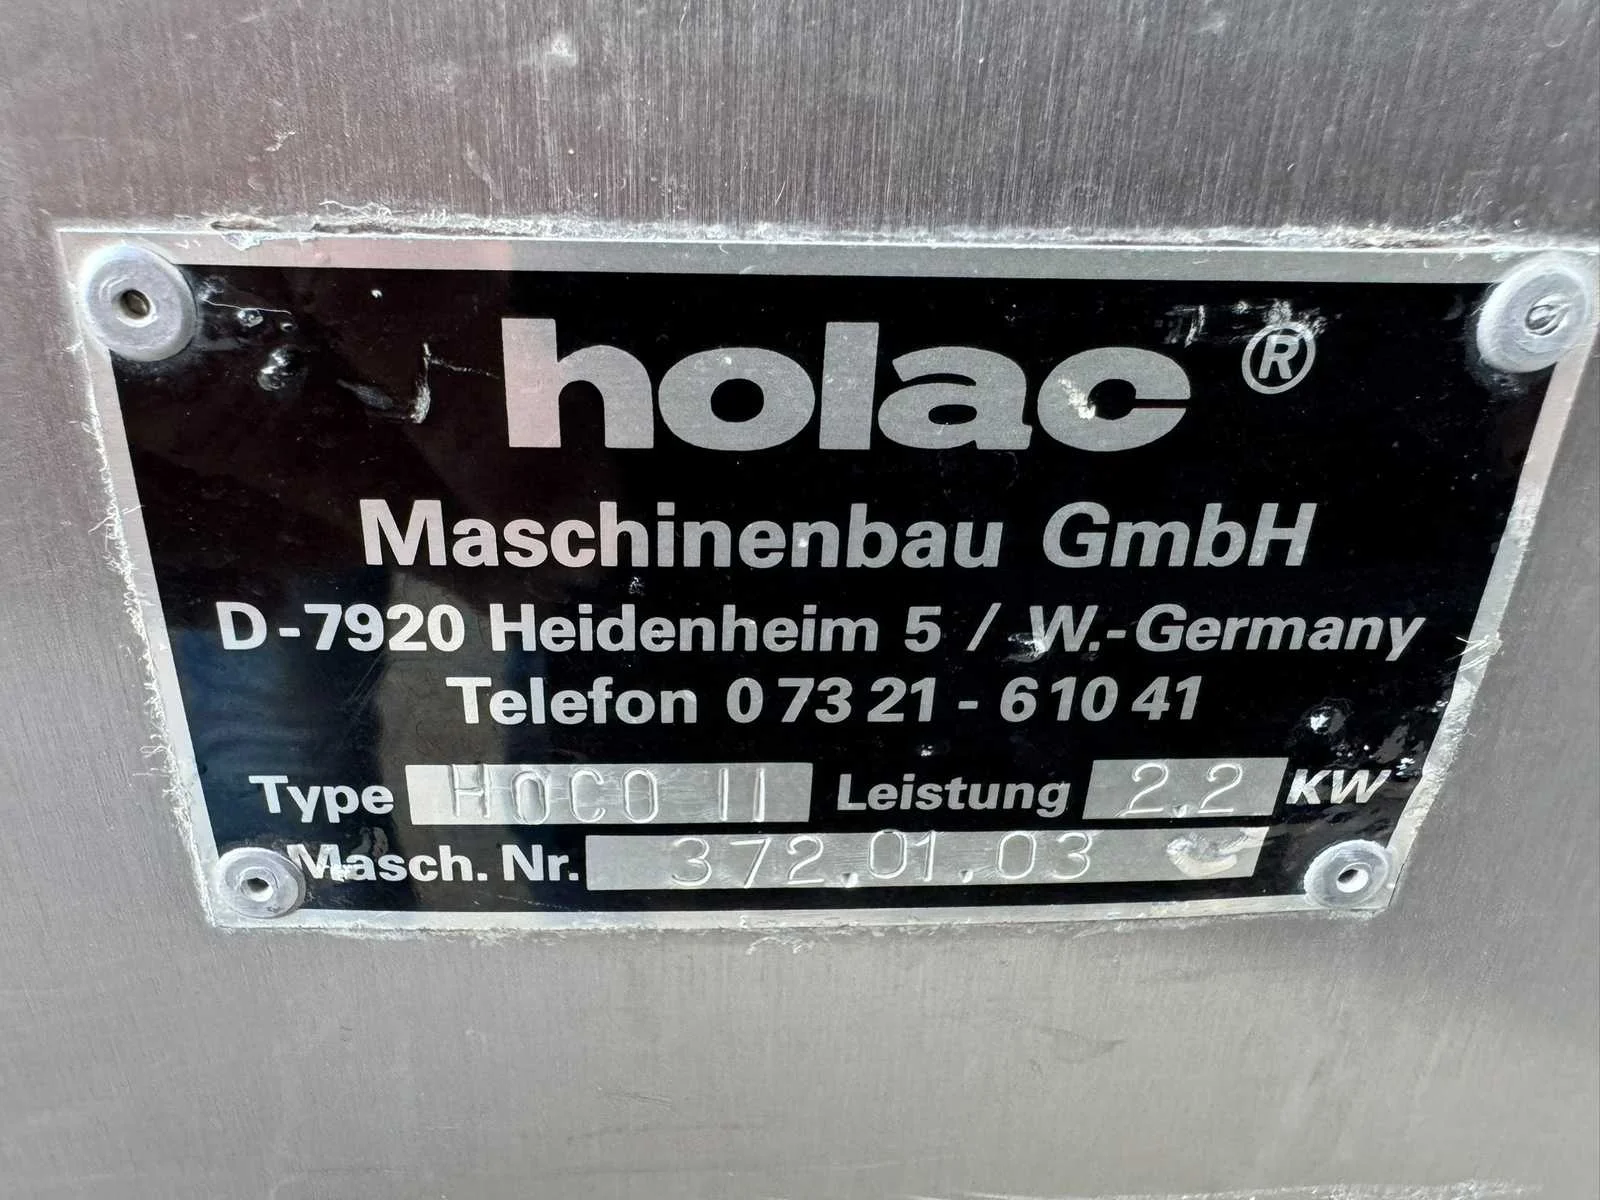 holac ®
Maschinenbau GmbH
D-7920 Heidenheim 5 / W.-Germany
Telefon 0 73 21 - 6 10 41
Type HOCO II Leistung 2.2 KW
Masch. Nr. 372.01.03